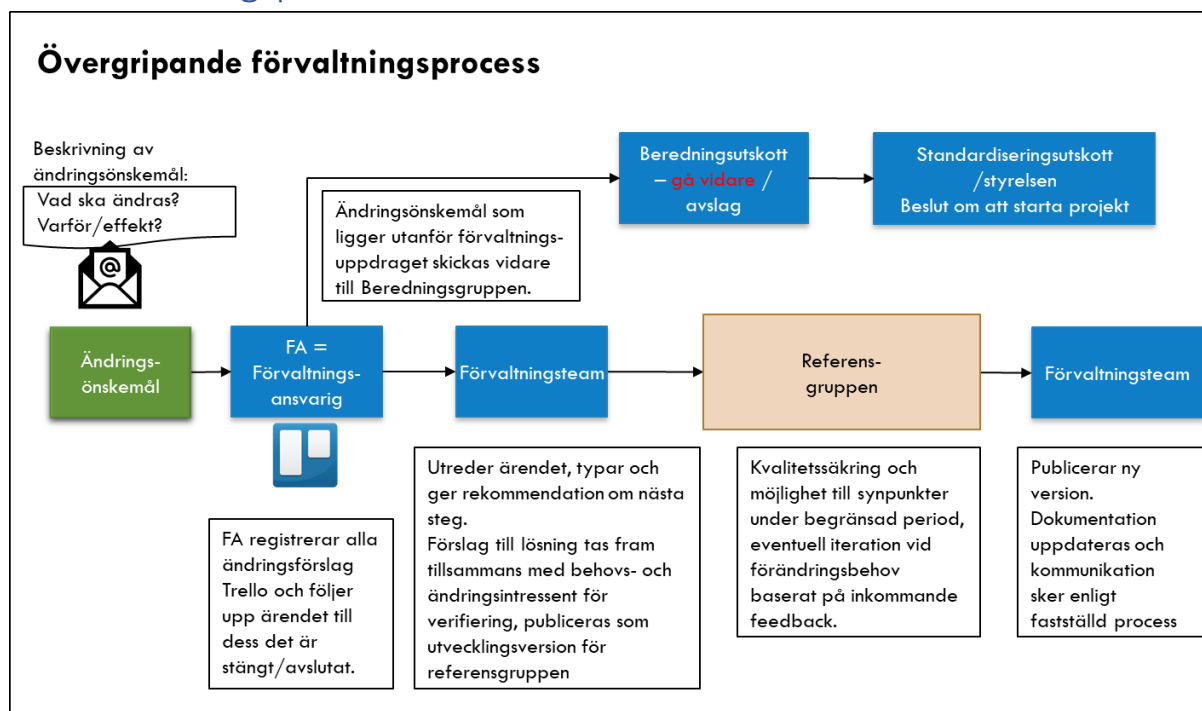 Övergripande förvaltningsprocess
Beskrivning av
ändringsönskemål:
Vad ska ändras?
Varför/effekt?
@
Ändrings-
önskemål
FA =
Förvaltnings-
ansvarig
Ändringsönskemål som
ligger utanför förvaltnings-
uppdraget skickas vidare
till Beredningsgruppen.
Beredningsutskott
– gå vidare /
avslag
Standardiseringsutskott
/styrelsen
Beslut om att starta projekt
Förvaltningsteam
Referens-
gruppen
Förvaltningsteam
FA registrerar alla
ändringsförslag
Trello och följer
upp ärendet till
dess det är
stängt/avslutat.
Utreder ärendet, typar och
ger rekommendation om nästa
steg.
Förslag till lösning tas fram
tillsammans med behovs- och
ändringsintressent för
verifiering, publiceras som
utvecklingsversion för
referensgruppen
Kvalitetssäkring och
möjlighet till synpunkter
under begränsad period,
eventuell iteration vid
förändringsbehov
baserat på inkommande
feedback.
Publicerar ny
version.
Dokumentation
uppdateras och
kommunikation
sker enligt
fastställd process